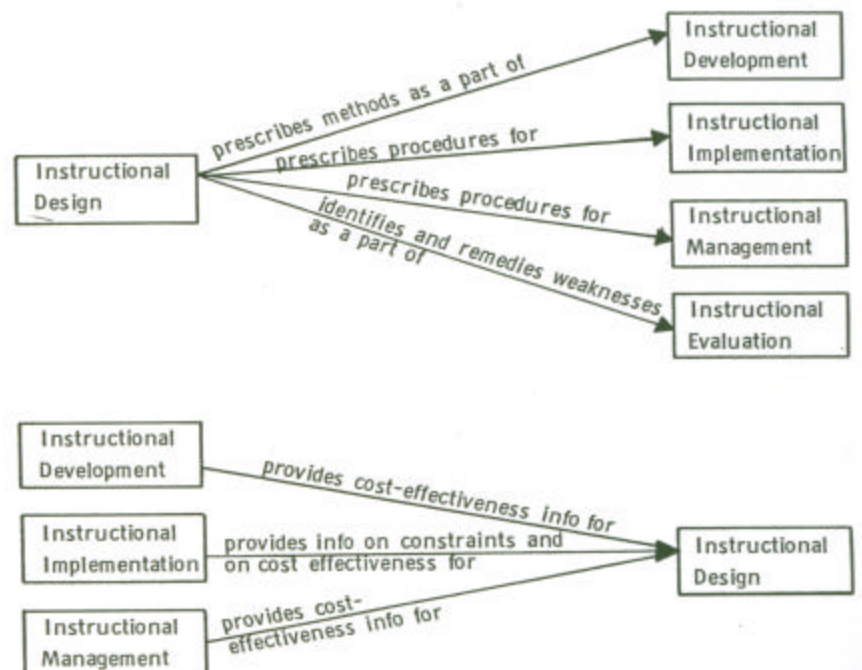 Instructional
Development
prescribes methods as a part of
Instructional
Implementation
prescribes procedures for
Instructional
Design
prescribes procedures for
Instructional
Management
identifies and remedies weaknesses
as a part of
Instructional
Evaluation
Instructional
Development
provides cost-effectiveness info for
Instructional
Implementation
provides info on constraints and
on cost effectiveness for
Instructional
Design
Instructional
Management
provides cost-
effectiveness info for